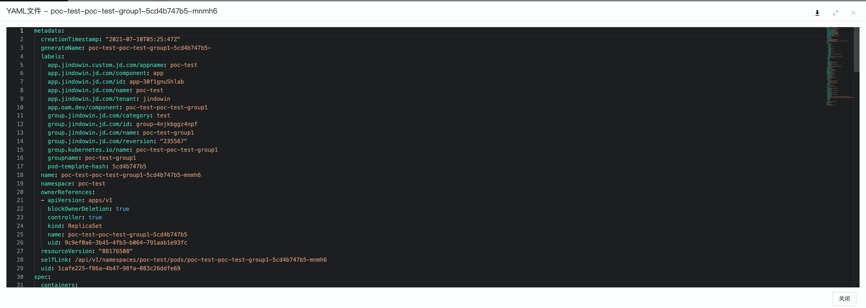 YAML文件 - poc-test-poc-test-group1-5cd4b747b5-mnmh6
1 metadata:
2 creationTimestamp: "2021-07-10T05:25:47Z"
3 generateName: poc-test-poc-test-group1-5cd4b747b5-
4 labels:
5 app.jindowin.custom.jd.com/appname: poc-test
6 app.jindowin.jd.com/component: app
7 app.jindowin.jd.com/id: app-30f1gnu5hlab
8 app.jindowin.jd.com/name: poc-test
9 app.jindowin.jd.com/tenant: jindowin
10 app.oam.dev/component: poc-test-poc-test-group1
11 group.jindowin.jd.com/category: test
12 group.jindowin.jd.com/id: group-4njkbggz4npf
13 group.jindowin.jd.com/name: poc-test-group1
14 group.jindowin.jd.com/reversion: "235567"
15 group.kubernetes.io/name: poc-test-poc-test-group1
16 groupname: poc-test-group1
17 pod-template-hash: 5cd4b747b5
18 name: poc-test-poc-test-group1-5cd4b747b5-mnmh6
19 namespace: poc-test
20 ownerReferences:
21 - apiVersion: apps/v1
22 blockOwnerDeletion: true
23 controller: true
24 kind: ReplicaSet
25 name: poc-test-poc-test-group1-5cd4b747b5
26 uid: 9c9ef0a6-3b45-4fb3-b064-791aab1e93fc
27 resourceVersion: "88176508"
28 selfLink: /api/v1/namespaces/poc-test/pods/poc-test-poc-test-group1-5cd4b747b5-mnmh6
29 uid: 1cafe225-f86a-4b47-98fa-083c26ddfe69
30 spec:
31 containers:
关闭